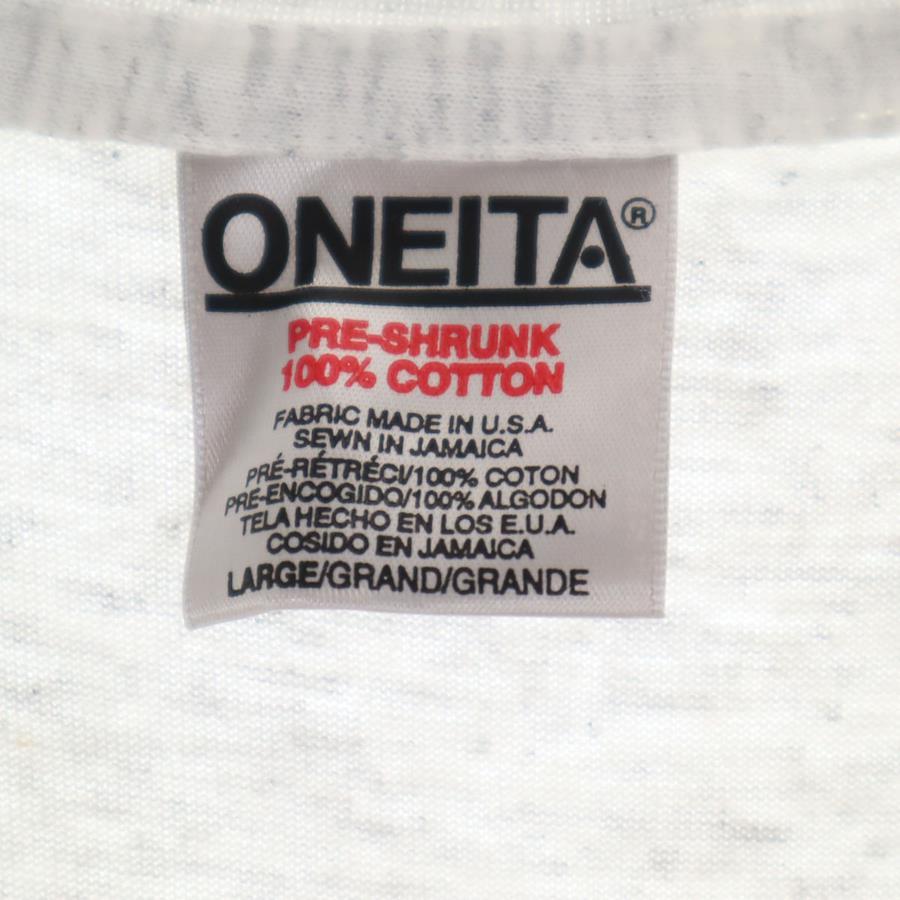 ONEITA®
PRE-SHRUNK
100% COTTON
FABRIC MADE IN U.S.A.
SEWN IN JAMAICA
PRÉ-RÉTRÉCI/100% COTON
PRE-ENCOGIDO/100% ALGODON
TELA HECHO EN LOS E.U.A.
COSIDO EN JAMAICA
LARGE/GRAND/GRANDE